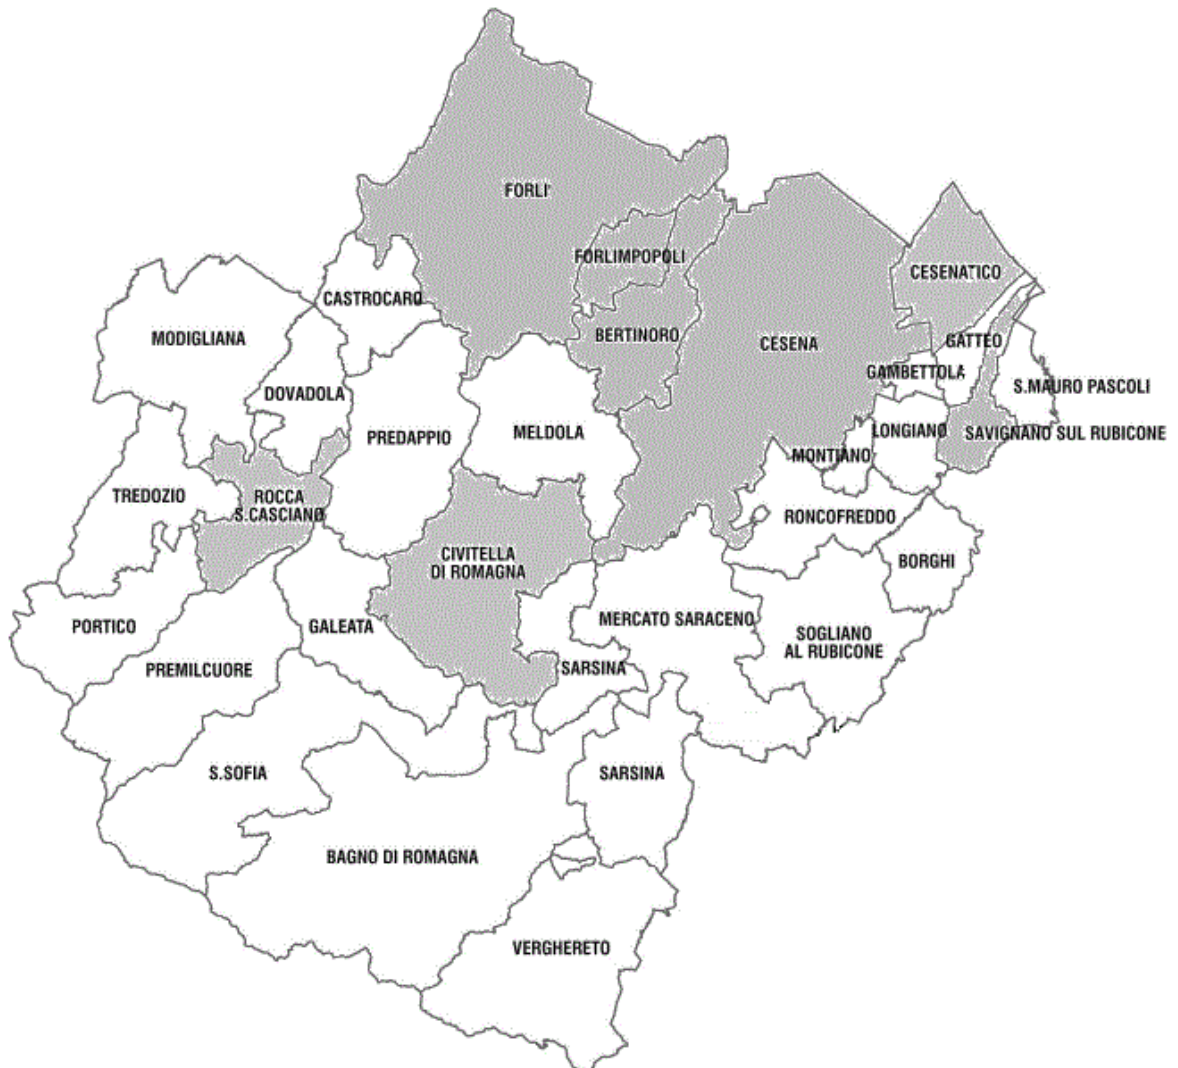 FORLI'
FORLIMPOPOLI
CESENATICO
CASTROCARO
MODIGLIANA
BERTINORO
CESENA
GATTEO
GAMBETTOLA
S.MAURO PASCOLI
DOVADOLA
PREDAPPIO
MELDOLA
LONGIANO
SAVIGNANO SUL RUBICONE
MONTIANO
TREDOZIO
ROCCA
S.CASCIANO
RONCOFREDDO
CIVITELLA
DI ROMAGNA
BORGHI
PORTICO
GALEATA
MERCATO SARACENO
SOGLIANO
AL RUBICONE
PREMILCUORE
SARSINA
S.SOFIA
SARSINA
BAGNO DI ROMAGNA
VERGHERETO